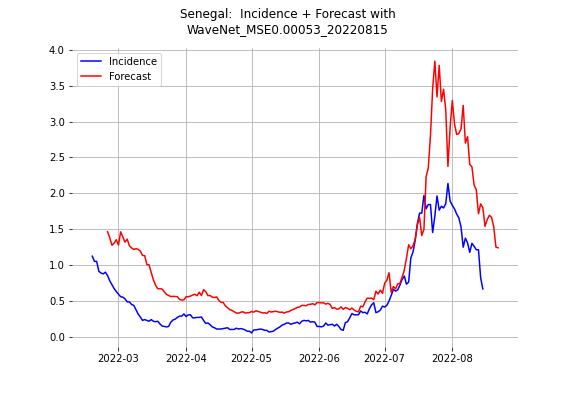 Senegal:  Incidence + Forecast with
WaveNet_MSE0.00053_20220815
Incidence
Forecast
4.0
3.5
3.0
2.5
2.0
1.5
1.0
0.5
0.0
2022-03 2022-04 2022-05 2022-06 2022-07 2022-08